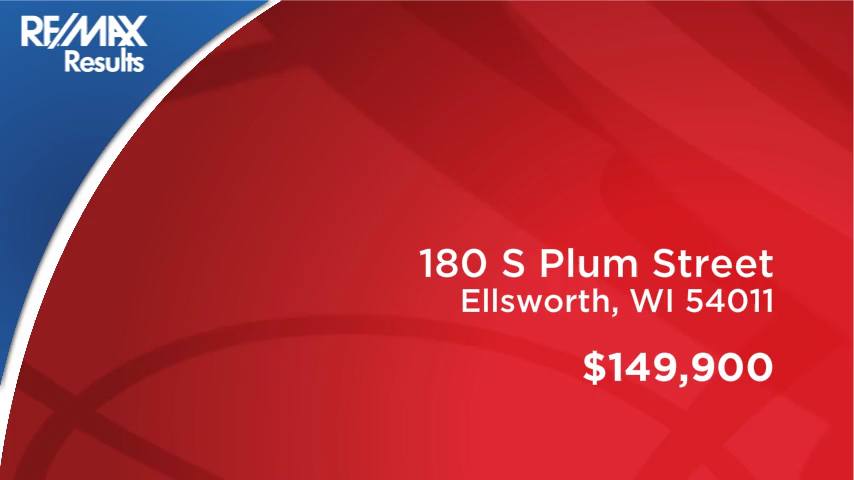 RE/MAX
Results
180 S Plum Street
Ellsworth, WI 54011
$149,900